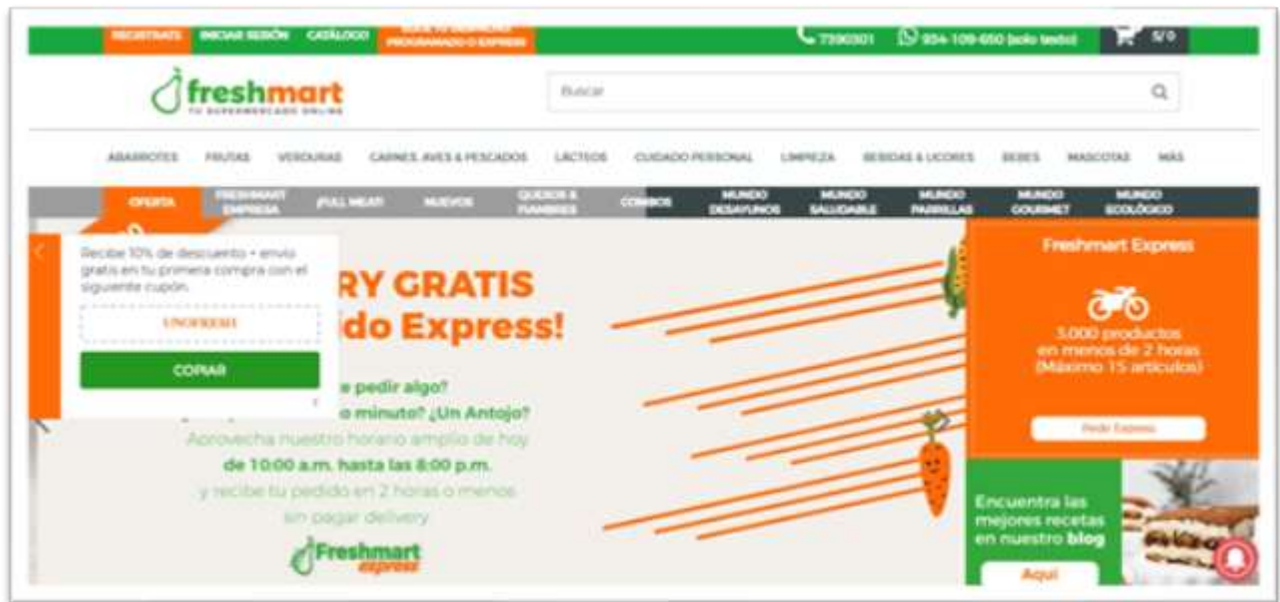 REGÍSTRATE INICIAR SESIÓN CATÁLOGO
PROGRAMADO O EXPRESS
7390301 934-109-650 (solo texto) S/ 0
freshmart
TU SUPERMERCADO ONLINE
Buscar
ABARROTES FRUTAS VERDURAS CARNES, AVES & PESCADOS LÁCTEOS CUIDADO PERSONAL LIMPIEZA BEBIDAS & LICORES BEBES MASCOTAS MÁS
OFERTA FRESHMART EMPRESA ¡FULL MEAT! NUEVOS QUESOS & FIAMBRES COMBOS MUNDO DESAYUNOS MUNDO SALUDABLE MUNDO PARRILLAS MUNDO GOURMET MUNDO ECOLÓGICO
Recibe 10% de descuento + envío
gratis en tu primera compra con el
siguiente cupón.
COPIAR
RY GRATIS
ido Express!
e pedir algo?
o minuto? ¿Un Antojo?
Aprovecha nuestro horario amplio de hoy
de 10:00 a.m. hasta las 8:00 p.m.
y recibe tu pedido en 2 horas o menos
sin pagar delivery
Freshmart
express
Freshmart Express
3,000 productos
en menos de 2 horas
(Máximo 15 artículos)
Pedir Express
Encuentra las
mejores recetas
en nuestro blog
Aquí